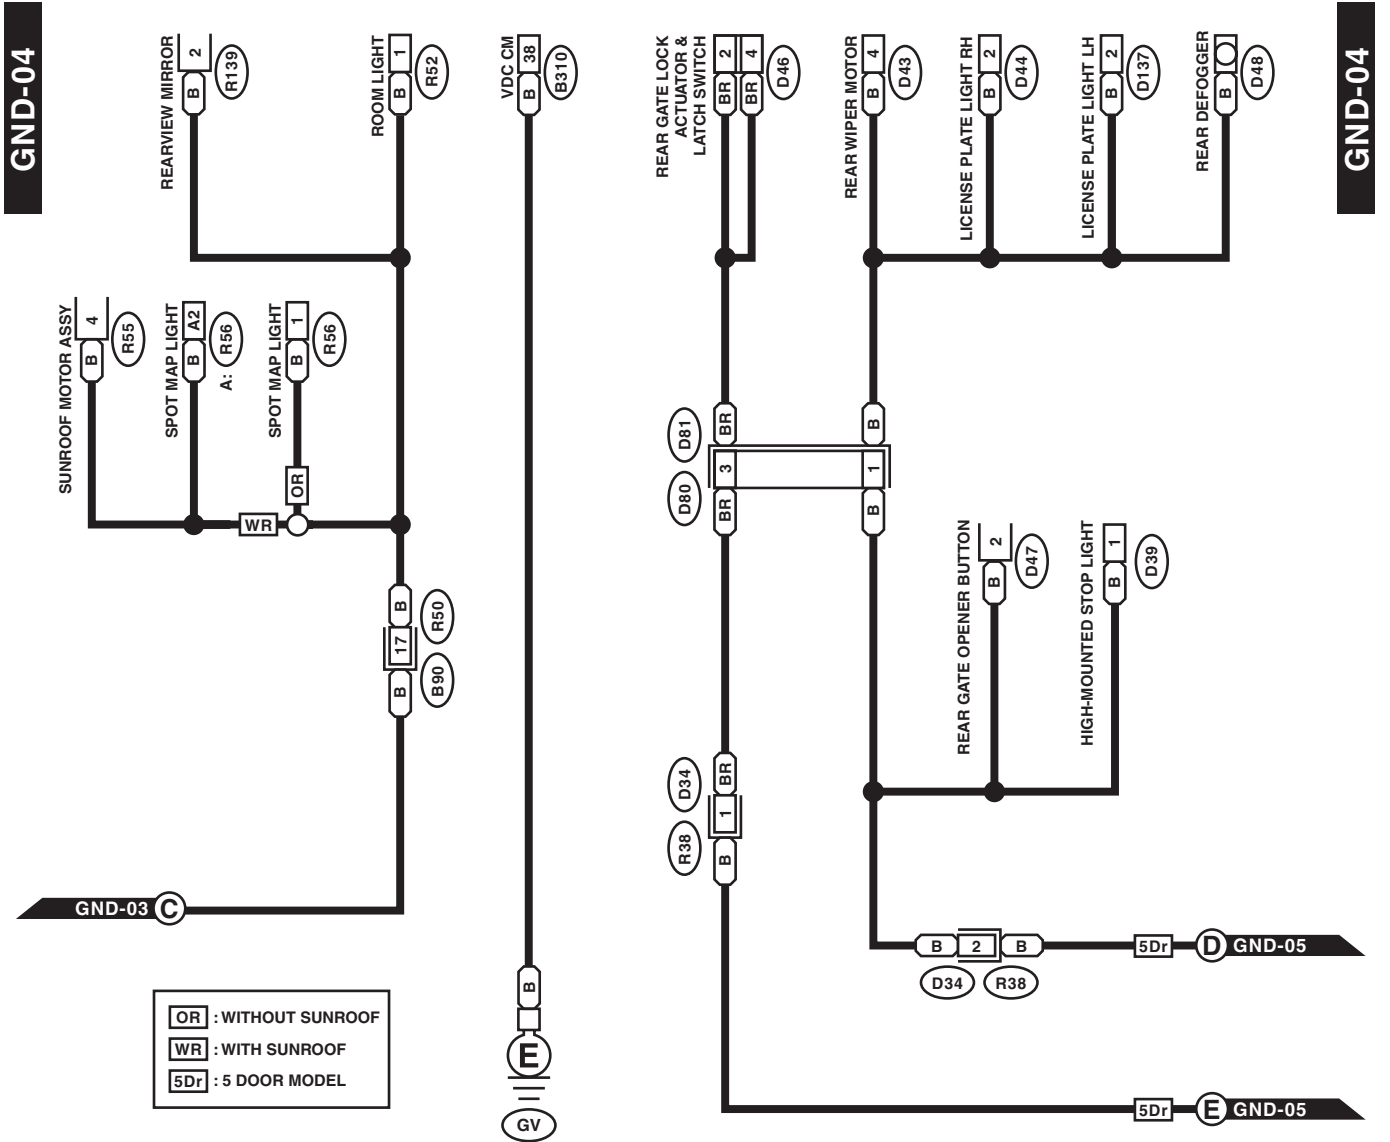 GND-04
GND-04
REARVIEW MIRROR
2
B
R139
ROOM LIGHT
1
B
R52
VDC CM
38
B
B310
REAR GATE LOCK
ACTUATOR &
LATCH SWITCH
2
BR
4
BR
D46
REAR WIPER MOTOR
4
B
D43
LICENSE PLATE LIGHT RH
2
B
D44
LICENSE PLATE LIGHT LH
2
B
D137
REAR DEFOGGER
B
D48
SUNROOF MOTOR ASSY
4
B
R55
SPOT MAP LIGHT
A2
B
A: R56
SPOT MAP LIGHT
1
B
R56
OR
WR
B
17
B
R50
B90
D81
D80
BR
3
BR
B
1
B
REAR GATE OPENER BUTTON
2
B
D47
HIGH-MOUNTED STOP LIGHT
1
B
D39
D34
R38
BR
1
B
GND-03 C
B
2
B
D34
R38
5Dr
D GND-05
B
E
GV
OR : WITHOUT SUNROOF
WR : WITH SUNROOF
5Dr : 5 DOOR MODEL
5Dr
E GND-05